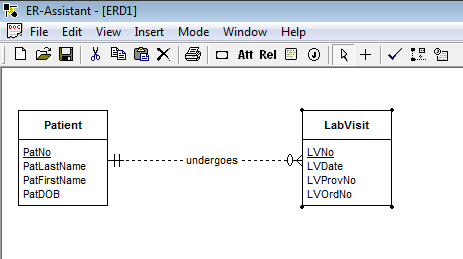 ER-Assistant - [ERD1]
File Edit View Insert Mode Window Help
Att Rel
Patient
PatNo
PatLastName
PatFirstName
PatDOB
undergoes
LabVisit
LVNo
LVDate
LVProvNo
LVOrdNo